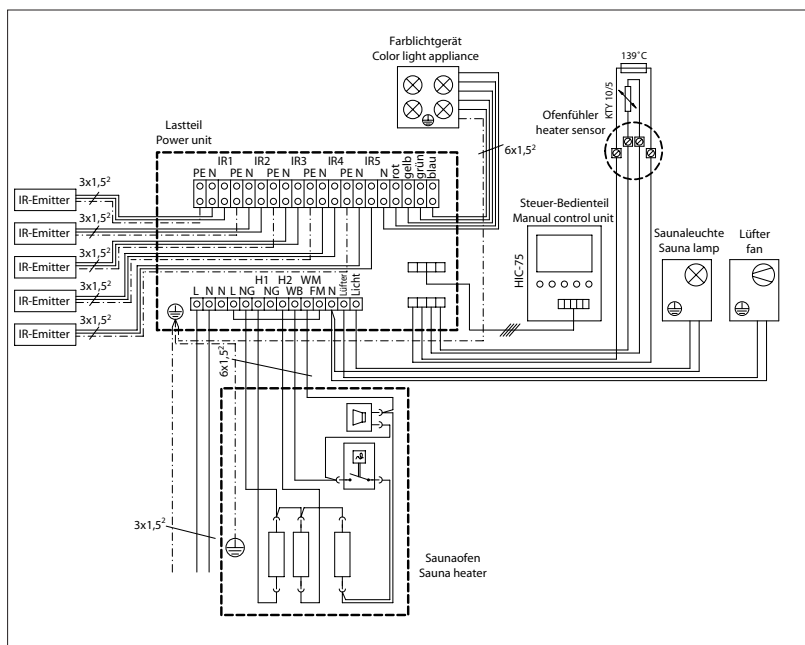 Farblichtgerät
Color light appliance
139°C
KTY 10/5
Ofenfühler
heater sensor
6x1,5²
Lastteil
Power unit
IR1 IR2 IR3 IR4 IR5
PE N PE N PE N PE N PE N N rot gelb grün blau
3x1,5²
IR-Emitter
3x1,5²
IR-Emitter
3x1,5²
IR-Emitter
3x1,5²
IR-Emitter
3x1,5²
IR-Emitter
Steuer-Bedienteil
Manual control unit
HIC-75
Saunaleuchte
Sauna lamp
Lüfter
fan
H1 H2 WM
L N N L NG NG WB FM N Lüfter Licht
6x1,5²
3x1,5²
Saunaofen
Sauna heater